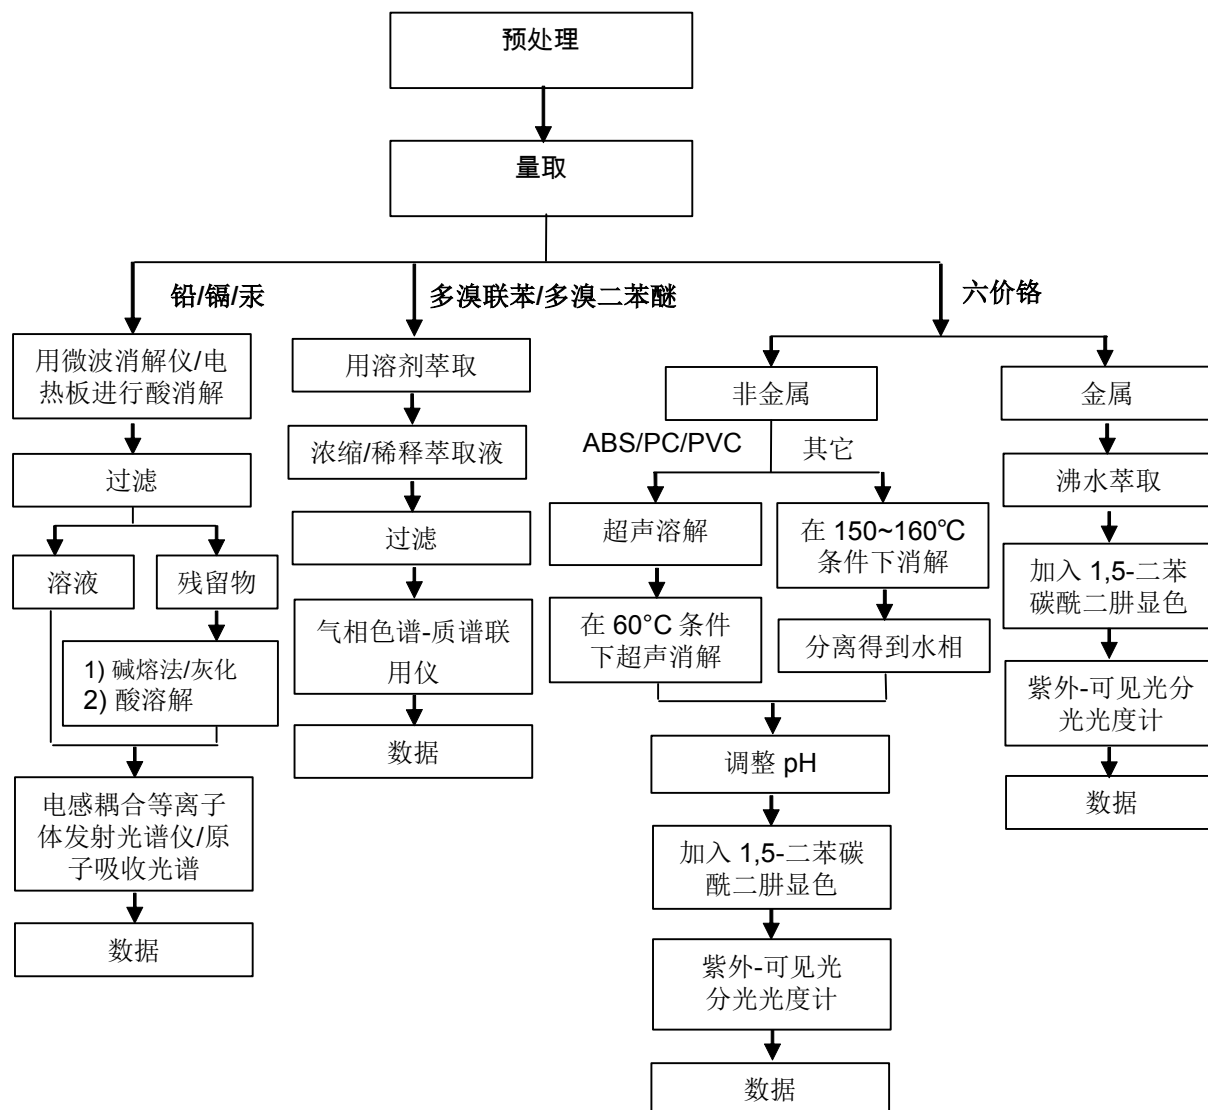 预处理
量取
铅/镉/汞
多溴联苯/多溴二苯醚
六价铬
用微波消解仪/电
热板进行酸消解
过滤
溶液
残留物
1) 碱熔法/灰化
2) 酸溶解
电感耦合等离子
体发射光谱仪/原
子吸收光谱
数据
用溶剂萃取
浓缩/稀释萃取液
过滤
气相色谱-质谱联
用仪
数据
非金属
ABS/PC/PVC
其它
超声溶解
在 60°C 条件
下超声消解
在 150~160℃
条件下消解
分离得到水相
调整 pH
加入 1,5-二苯碳
酰二肼显色
紫外-可见光
分光光度计
数据
金属
沸水萃取
加入 1,5-二苯
碳酰二肼显色
紫外-可见光分
光光度计
数据